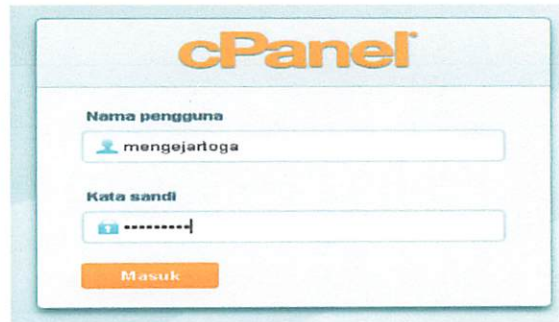 cPanel
Nama pengguna
mengejartoga
Kata sandi
Masuk